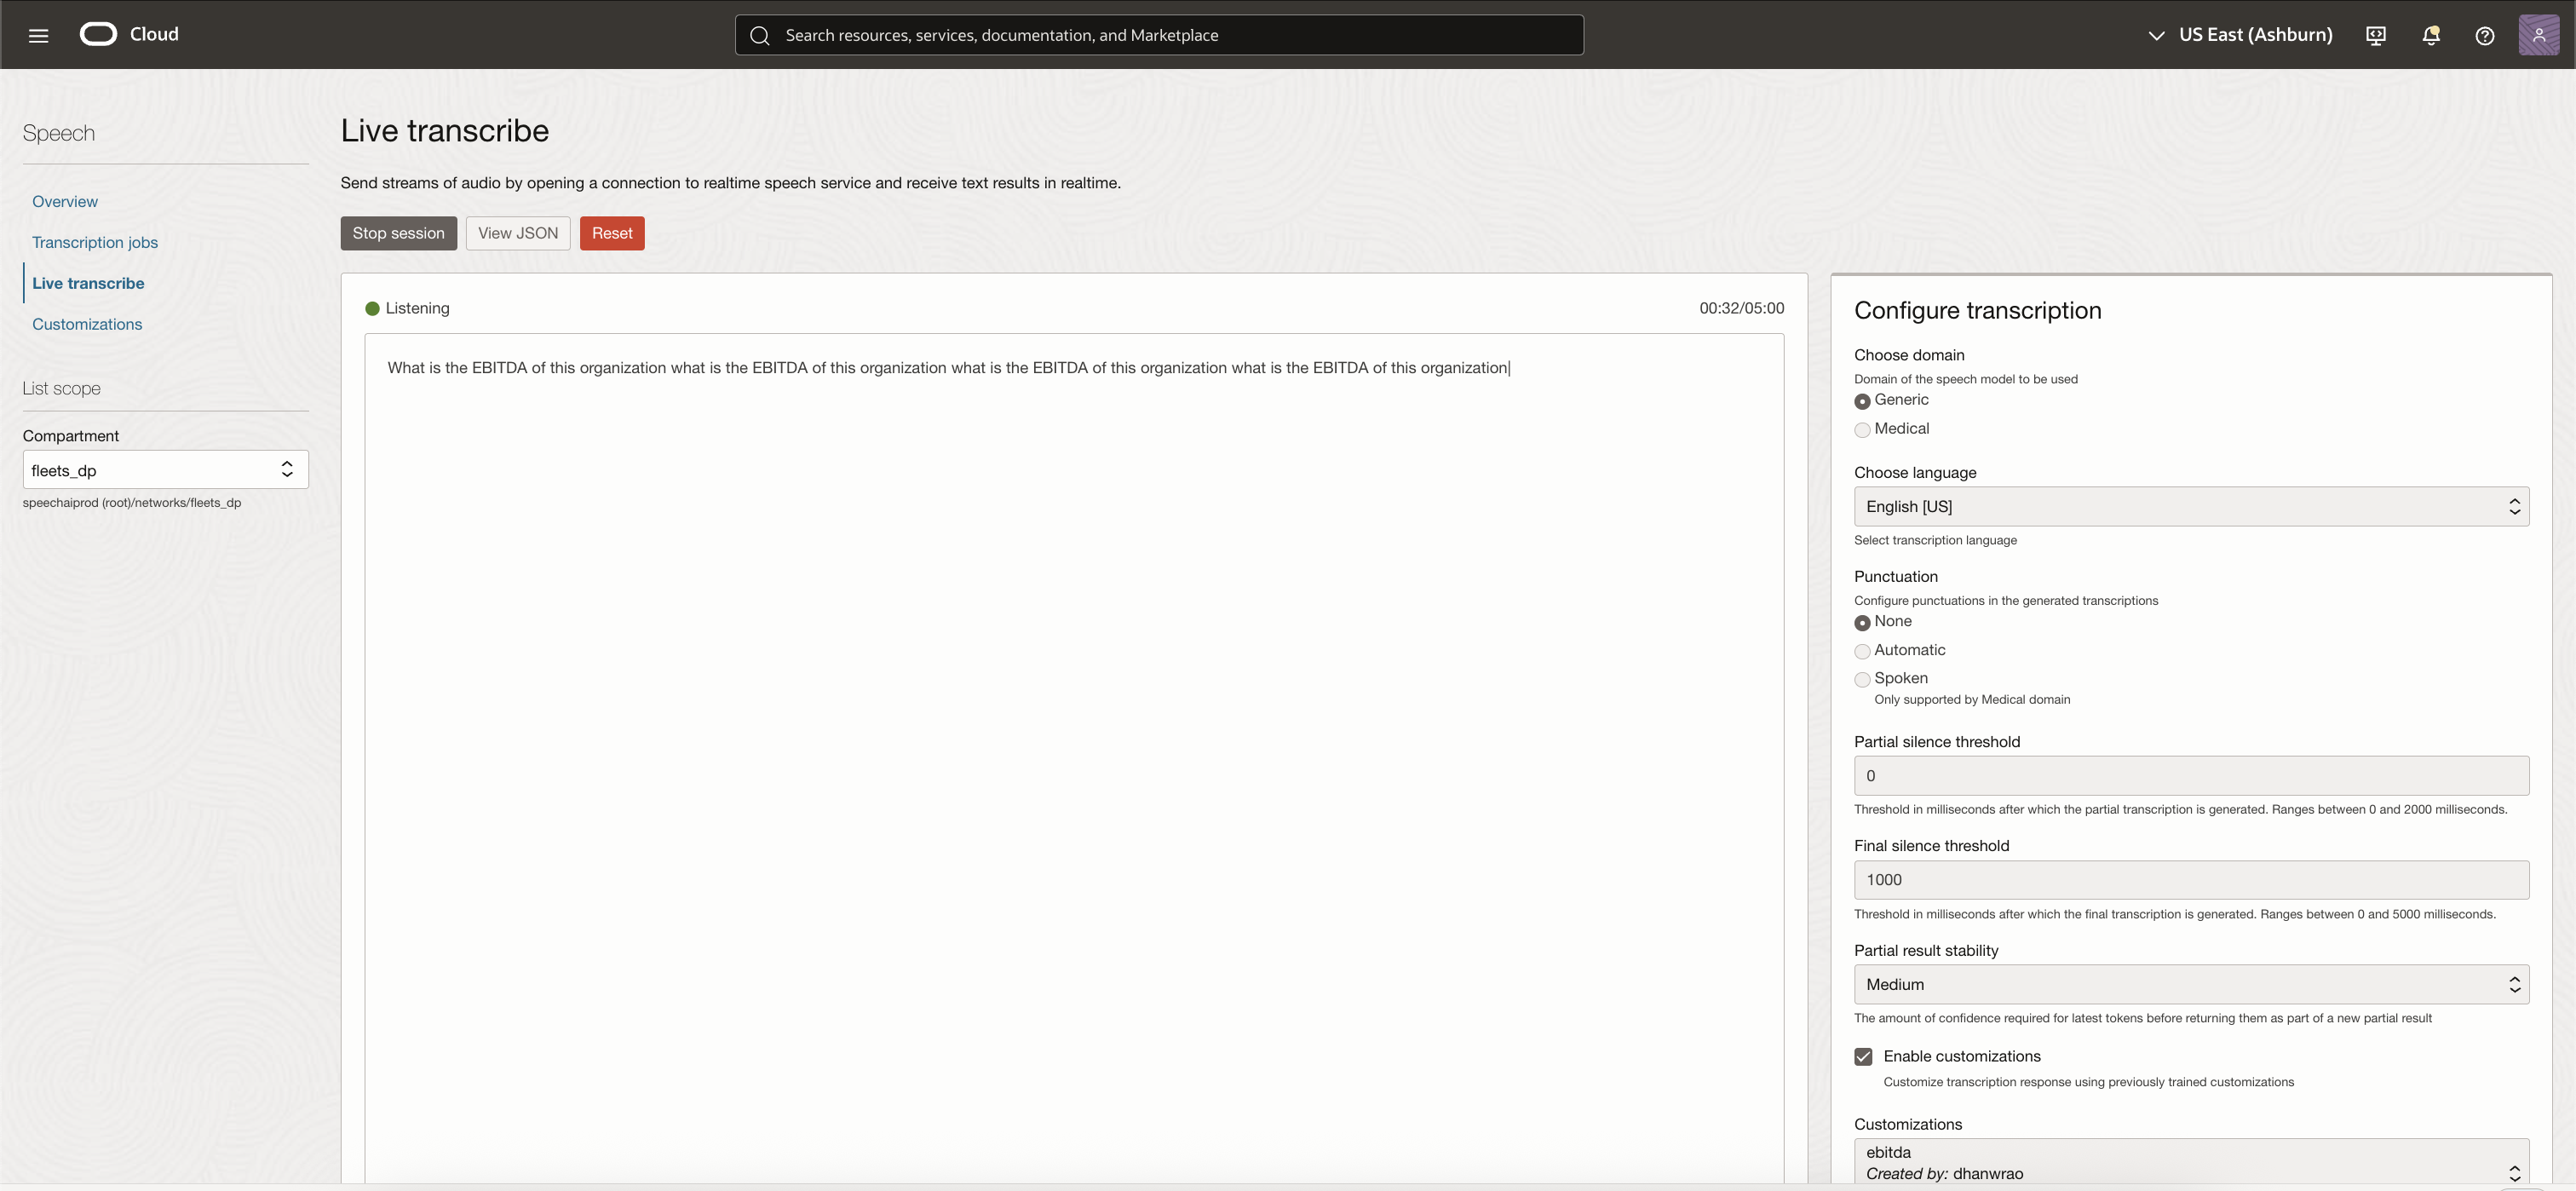 Cloud
Search resources, services, documentation, and Marketplace
US East (Ashburn)
Speech
Overview
Transcription jobs
Live transcribe
Customizations
List scope
Compartment
fleets_dp
speechaiprod (root)/networks/fleets_dp
Live transcribe
Send streams of audio by opening a connection to realtime speech service and receive text results in realtime.
Stop session View JSON Reset
Listening 00:32/05:00
What is the EBITDA of this organization what is the EBITDA of this organization what is the EBITDA of this organization what is the EBITDA of this organization
Configure transcription
Choose domain
Domain of the speech model to be used
Generic
Medical
Choose language
English [US]
Select transcription language
Punctuation
Configure punctuations in the generated transcriptions
None
Automatic
Spoken
Only supported by Medical domain
Partial silence threshold
0
Threshold in milliseconds after which the partial transcription is generated. Ranges between 0 and 2000 milliseconds.
Final silence threshold
1000
Threshold in milliseconds after which the final transcription is generated. Ranges between 0 and 5000 milliseconds.
Partial result stability
Medium
The amount of confidence required for latest tokens before returning them as part of a new partial result
Enable customizations
Customize transcription response using previously trained customizations
Customizations
ebitda
Created by: dhanwrao